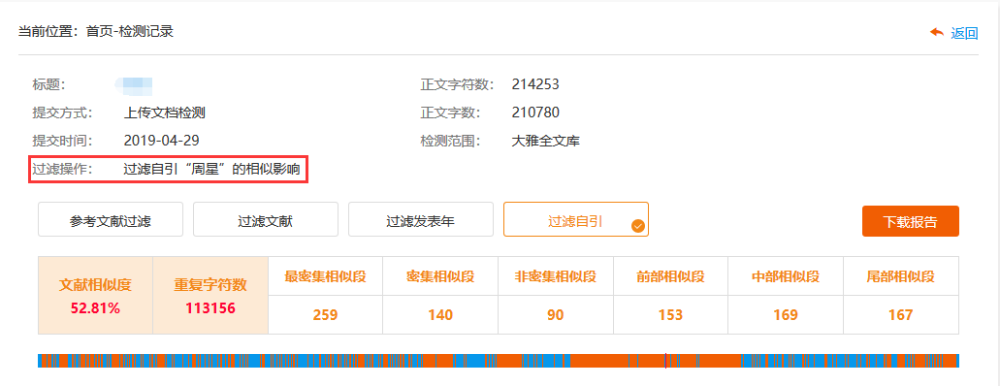 当前位置：首页-检测记录
返回
标题：
正文字符数： 214253
提交方式： 上传文档检测
正文字数： 210780
提交时间： 2019-04-29
检测范围： 大雅全文库
过滤操作： 过滤自引“周星”的相似影响
参考文献过滤
过滤文献
过滤发表年
过滤自引
下载报告
文献相似度
52.81%
重复字符数
113156
最密集相似段
密集相似段
非密集相似段
前部相似段
中部相似段
尾部相似段
259
140
90
153
169
167